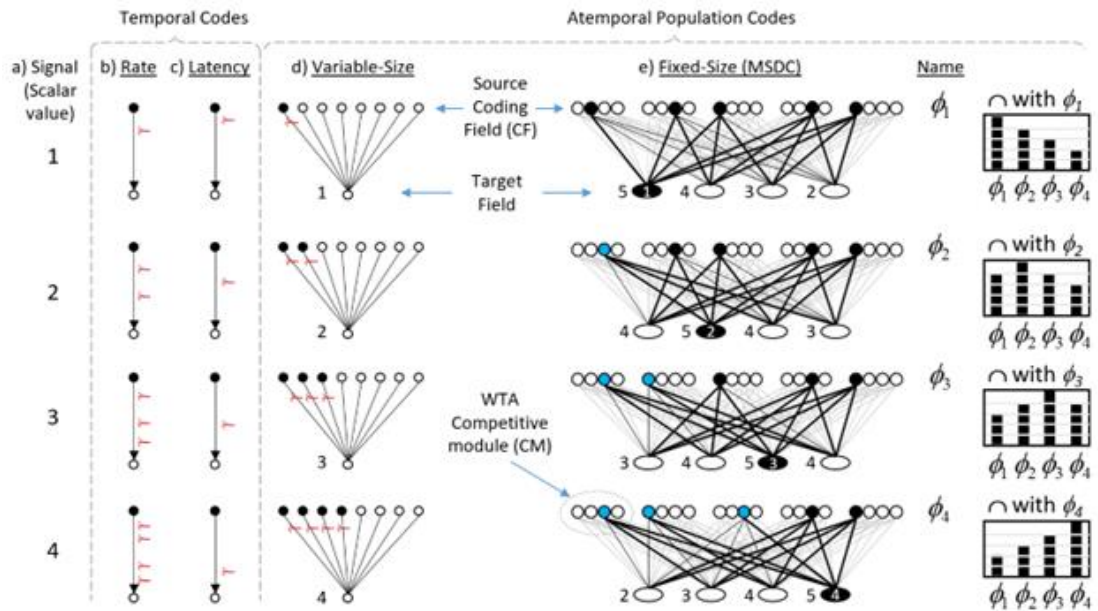 Temporal Codes
Atemporal Population Codes
a) Signal
(Scalar
value)
b) Rate
c) Latency
d) Variable-Size
e) Fixed-Size (MSDC)
Name
Source
Coding
Field (CF)
ϕ1
∩ with ϕ1
1
1
Target
Field
5 1 4 3 2
ϕ1 ϕ2 ϕ3 ϕ4
2
2
ϕ2
∩ with ϕ2
4 5 2 4 3
ϕ1 ϕ2 ϕ3 ϕ4
3
3
WTA
Competitive
module (CM)
ϕ3
∩ with ϕ3
3 4 5 3 4
ϕ1 ϕ2 ϕ3 ϕ4
4
4
ϕ4
∩ with ϕ4
2 3 4 5 4
ϕ1 ϕ2 ϕ3 ϕ4